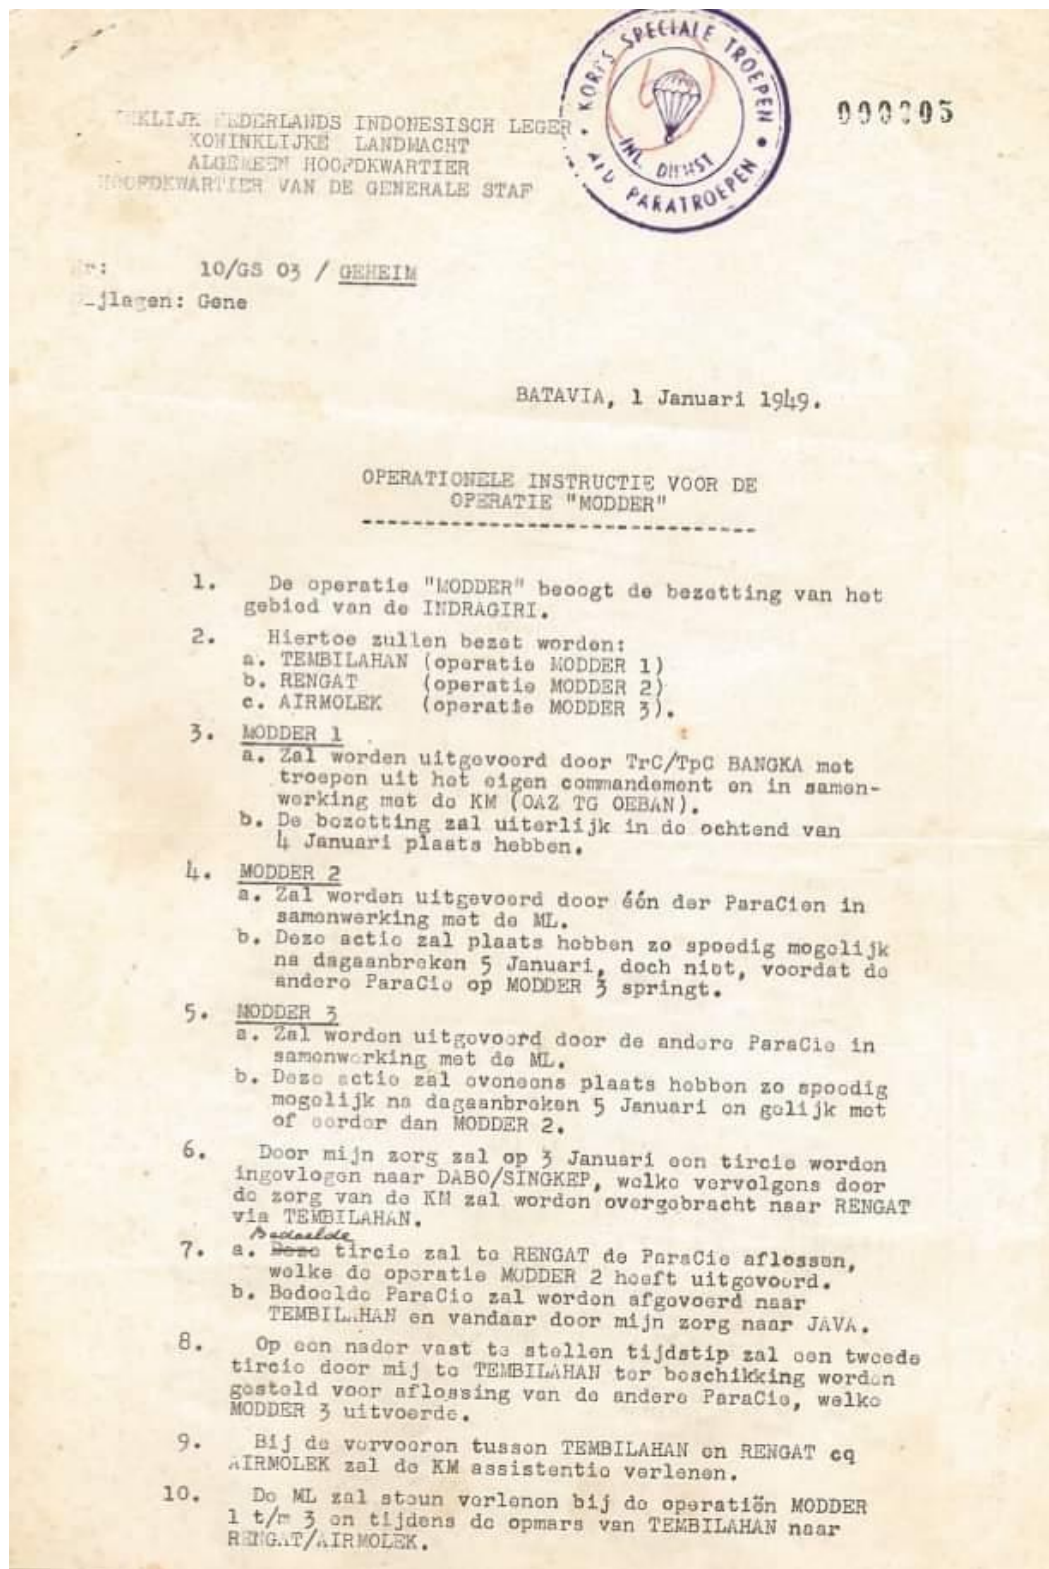 KORPS SPECIALE TROEPEN
INL. DIENST
AFD PARATROEPEN
000305
NKLIJK NEDERLANDS INDONESISCH LEGER
KONINKLIJKE LANDMACHT
ALGEMEEN HOOFDKWARTIER
HOOFDKWARTIER VAN DE GENERALE STAF
Nr: 10/GS 03 / GEHEIM
Bijlagen: Gene
BATAVIA, 1 Januari 1949.
OPERATIONELE INSTRUCTIE VOOR DE
OPERATIE "MODDER"
1. De operatie "MODDER" beoogt de bezetting van het
gebied van de INDRAGIRI.
2. Hiertoe zullen bezet worden:
a. TEMBILAHAN (operatie MODDER 1)
b. RENGAT (operatie MODDER 2)
c. AIRMOLEK (operatie MODDER 3).
3. MODDER 1
a. Zal worden uitgevoerd door TrC/TpC BANGKA met
troepen uit het eigen commandement en in samen-
werking met de KM (OAZ TG OEBAN).
b. De bezetting zal uiterlijk in de ochtend van
4 Januari plaats hebben.
4. MODDER 2
a. Zal worden uitgevoerd door één der ParaCien in
samenwerking met de ML.
b. Deze actie zal plaats hebben zo spoedig mogelijk
na dagaanbreken 5 Januari, doch niet, voordat de
andere ParaCie op MODDER 3 springt.
5. MODDER 3
a. Zal worden uitgevoerd door de andere ParaCie in
samenwerking met de ML.
b. Deze actie zal eveneens plaats hebben zo spoedig
mogelijk na dagaanbreken 5 Januari en gelijk met
of eerder dan MODDER 2.
6. Door mijn zorg zal op 3 Januari een tircie worden
ingevlogen naar DABO/SINGKEP, welke vervolgens door
de zorg van de KM zal worden overgebracht naar RENGAT
via TEMBILAHAN.
Bedoelde
7. a. Deze tircie zal te RENGAT de ParaCie aflossen,
welke de operatie MODDER 2 heeft uitgevoerd.
b. Bedoelde ParaCie zal worden afgevoerd naar
TEMBILAHAN en vandaar door mijn zorg naar JAVA.
8. Op een nader vast te stellen tijdstip zal een tweede
tircie door mij te TEMBILAHAN ter beschikking worden
gesteld voor aflossing van de andere ParaCie, welke
MODDER 3 uitvoerde.
9. Bij de vervoeren tussen TEMBILAHAN en RENGAT cq
AIRMOLEK zal de KM assistentie verlenen.
10. De ML zal steun verlenen bij de operatiën MODDER
1 t/m 3 en tijdens de opmars van TEMBILAHAN naar
RENGAT/AIRMOLEK.